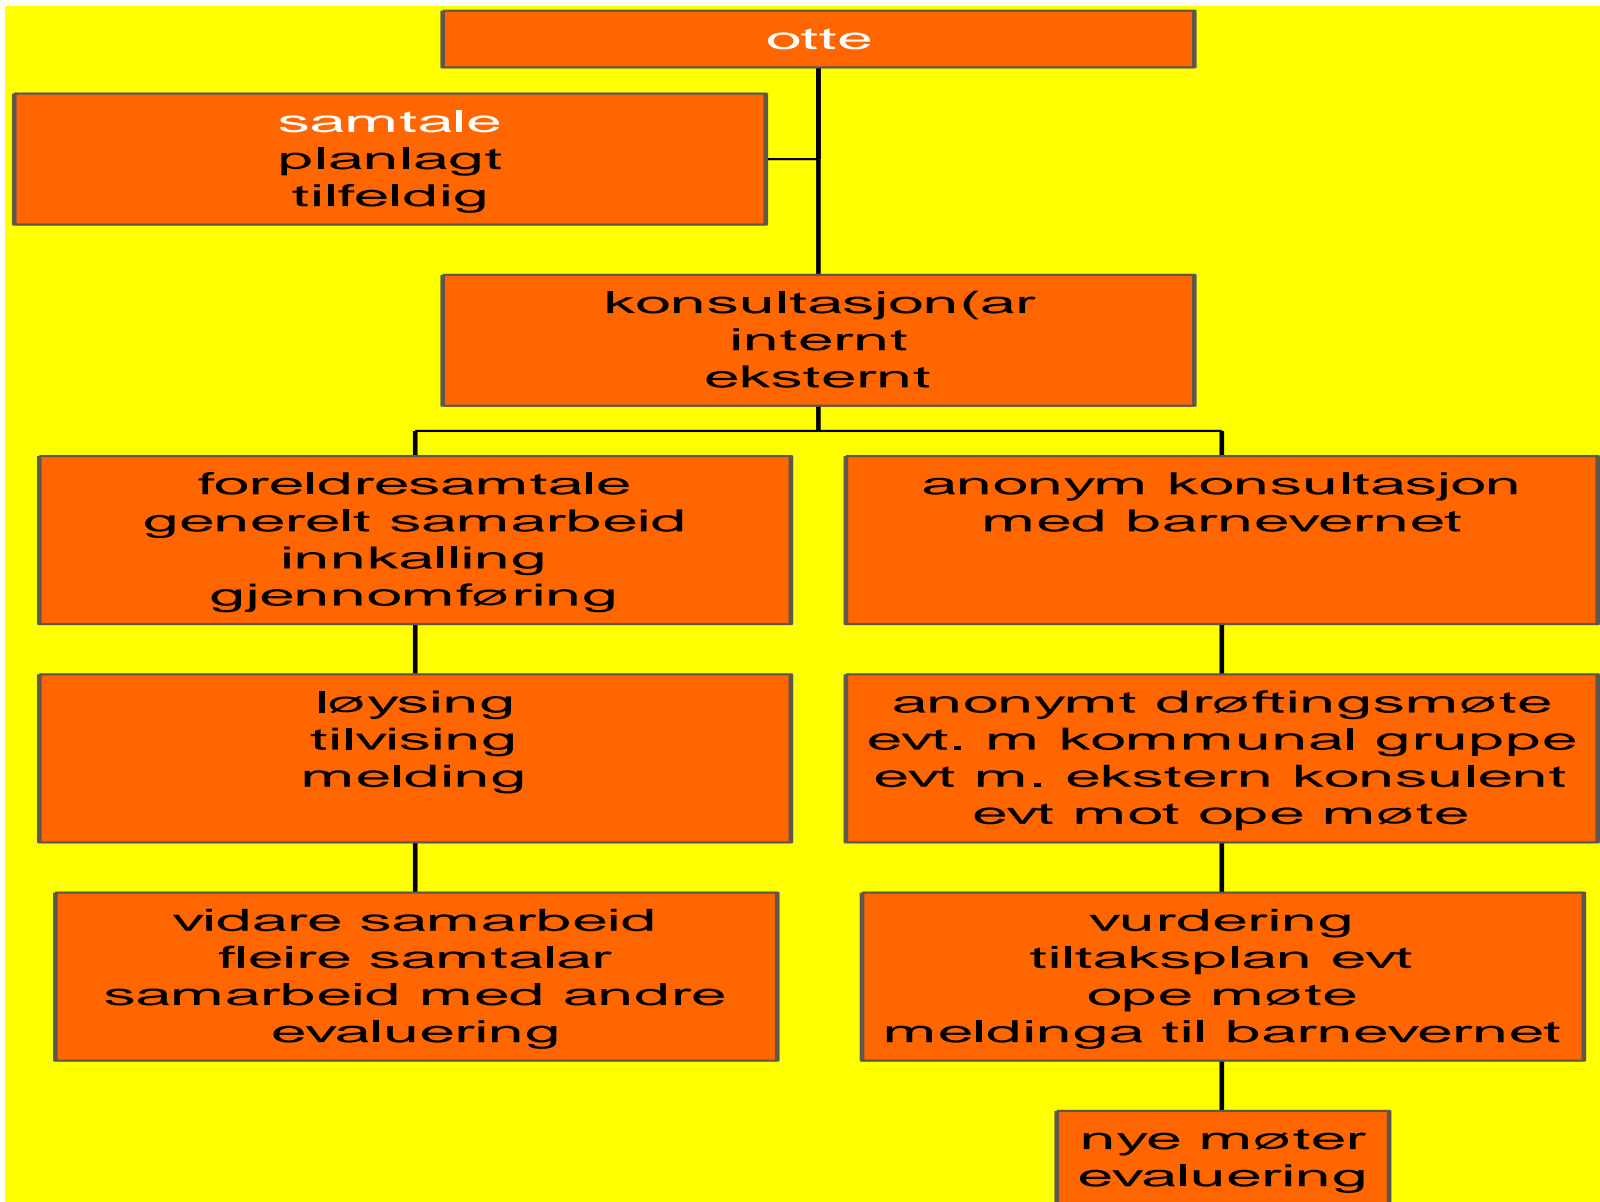 otte
samtale
planlagt
tilfeldig
konsultasjon(ar
internt
eksternt
foreldresamtale
generelt samarbeid
innkalling
gjennomføring
anonym konsultasjon
med barnevernet
løysing
tilvising
melding
anonymt drøftingsmøte
evt. m kommunal gruppe
evt m. ekstern konsulent
evt mot ope møte
vidare samarbeid
fleire samtalar
samarbeid med andre
evaluering
vurdering
tiltaksplan evt
ope møte
meldinga til barnevernet
nye møter
evaluering